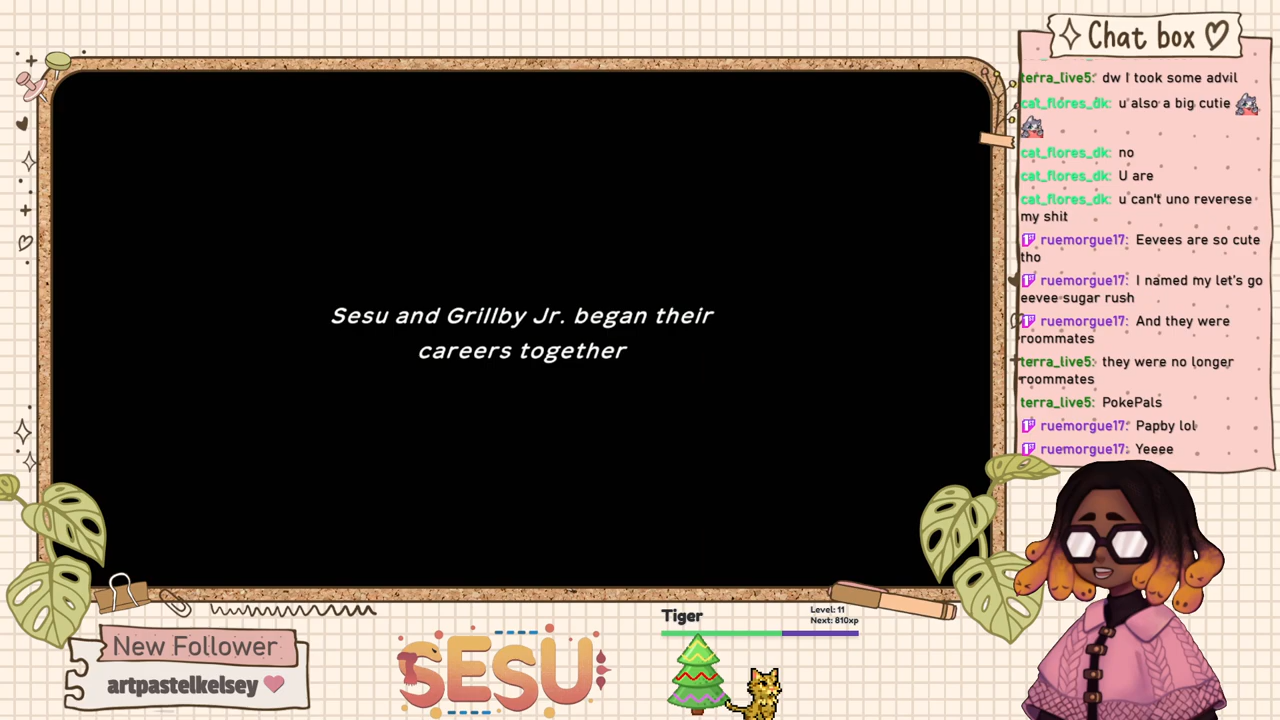 Chat box
terra_live5: dw I took some advil
cat_flores_dk: u also a big cutie
cat_flores_dk: no
cat_flores_dk: U are
cat_flores_dk: u can't uno reverese
my shit
ruemorgue17: Eevees are so cute
tho
ruemorgue17: I named my let's go
eevee sugar rush
ruemorgue17: And they were
roommates
terra_live5: they were no longer
roommates
terra_live5: PokePals
ruemorgue17: Papby lol
ruemorgue17: Yeeee
Sesu and Grillby Jr. began their
careers together
New Follower
artpastelkelsey
SESU
Tiger
Level: 11
Next: 810xp